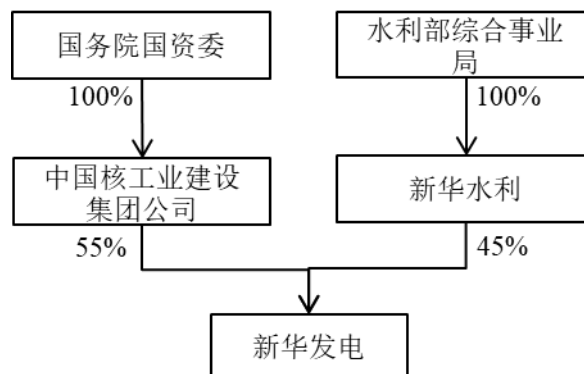 国务院国资委
水利部综合事业
局
100%
100%
中国核工业建设
集团公司
新华水利
55%
45%
新华发电